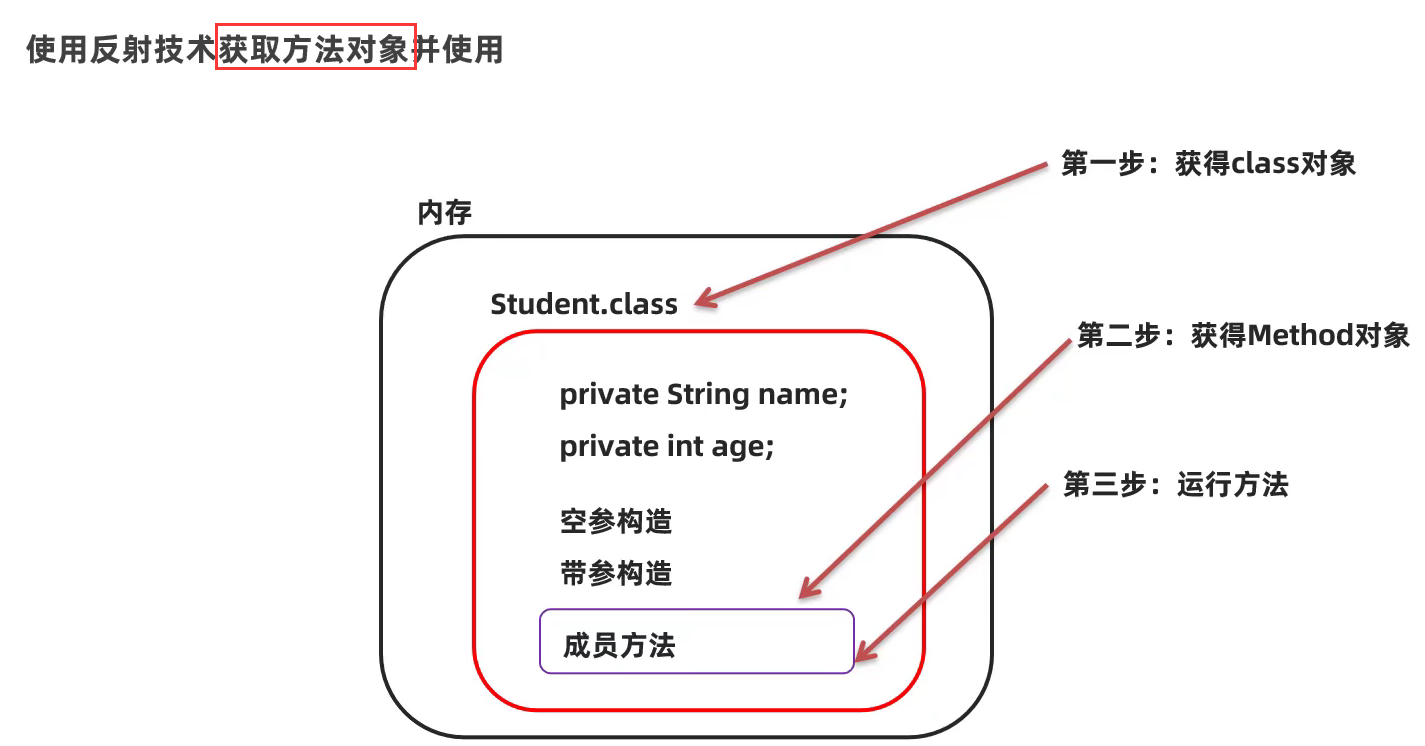 使用反射技术获取方法对象并使用
第一步：获得class对象
内存
Student.class
第二步：获得Method对象
private String name;
private int age;
第三步：运行方法
空参构造
带参构造
成员方法